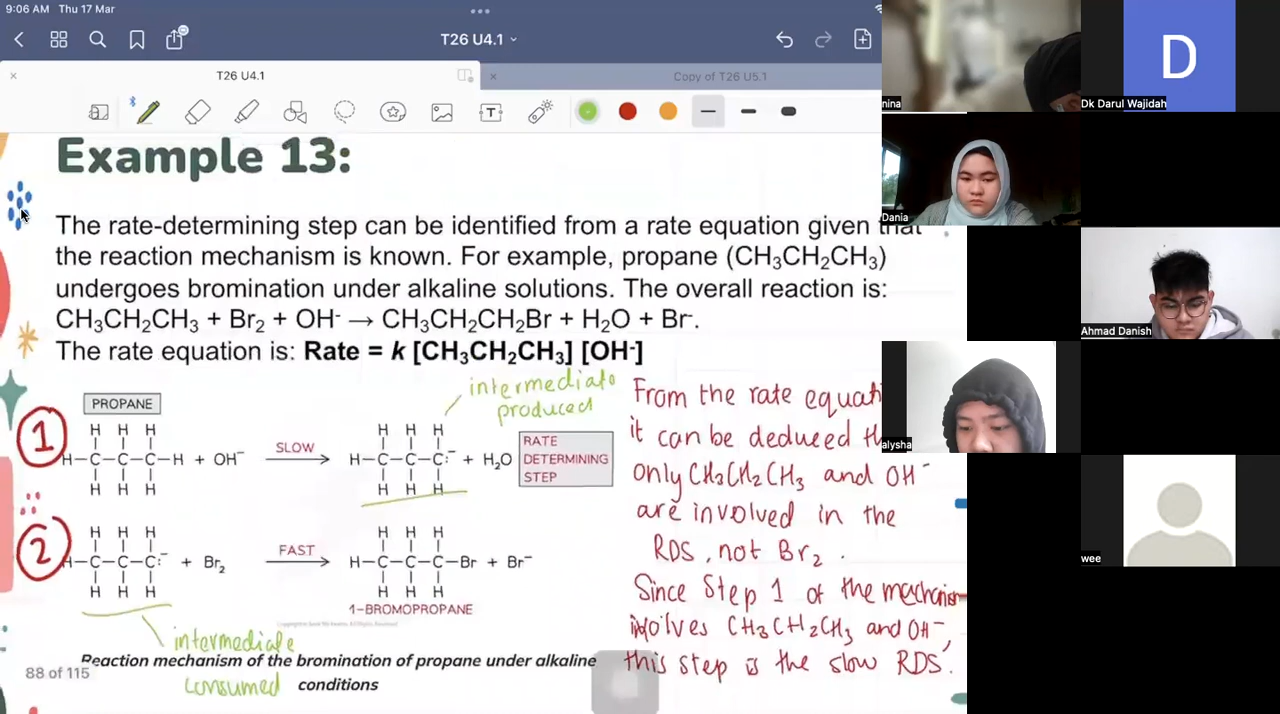 9:06 AM Thu 17 Mar
T26 U4.1
T26 U4.1
Copy of T26 U5.1
T
Example 13:
The rate-determining step can be identified from a rate equation given that
the reaction mechanism is known. For example, propane (CH₃CH₂CH₃)
undergoes bromination under alkaline solutions. The overall reaction is:
CH₃CH₂CH₃ + Br₂ + OH⁻ → CH₃CH₂CH₂Br + H₂O + Br⁻.
The rate equation is: Rate = k [CH₃CH₂CH₃] [OH⁻]
intermediate
produced
1
PROPANE
H H H
H–C–C–C–H + OH⁻
H H H
SLOW
H H H
H–C–C–C:⁻ + H₂O
H H H
RATE
DETERMINING
STEP
2
H H H
H–C–C–C:⁻ + Br₂
H H H
FAST
H H H
H–C–C–C–Br + Br⁻
H H H
1-BROMOPROPANE
intermediate
consumed
Reaction mechanism of the bromination of propane under alkaline
conditions
88 of 115
From the rate equati
it can be deduced th
only CH₃CH₂CH₃ and OH⁻
are involved in the
RDS, not Br₂.
Since Step 1 of the mechanism
involves CH₃CH₂CH₃ and OH⁻,
this step is the slow RDS.
nina
D
Dk Darul Wajidah
Dania
Ahmad Danish
alysha
wee